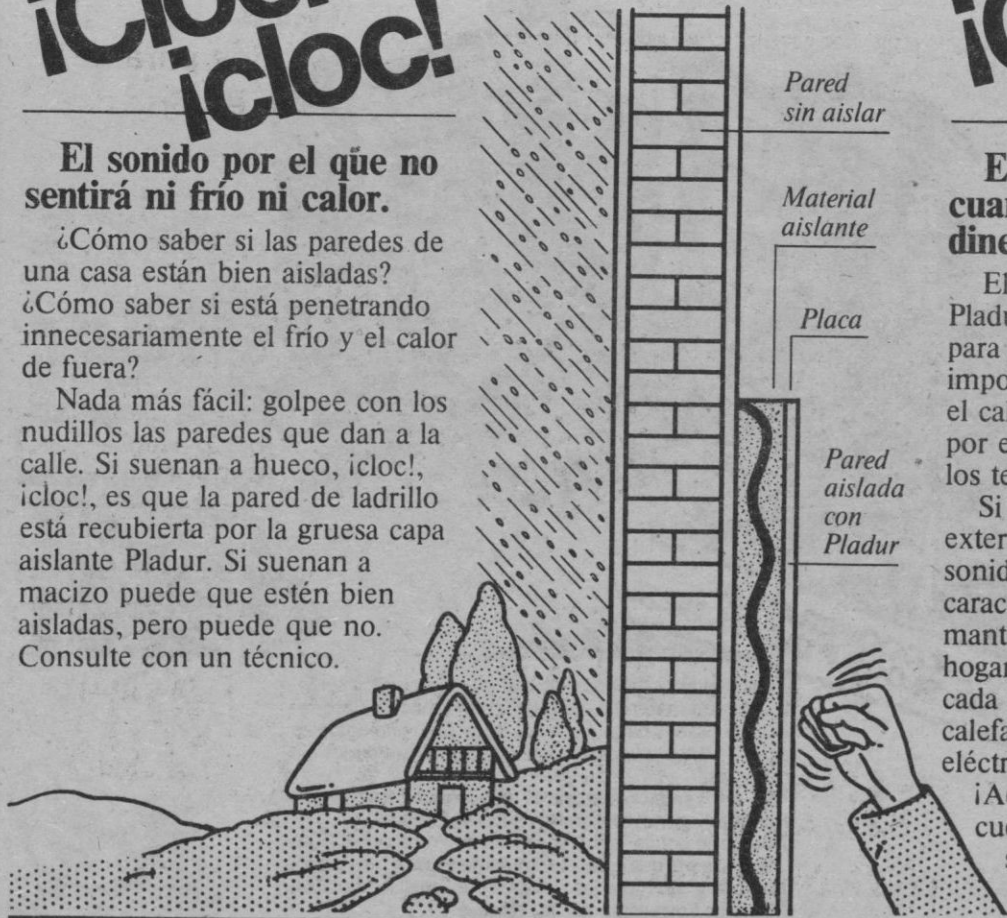 ¡Cloc!
¡cloc!
El sonido por el que no
sentirá ni frío ni calor.
¿Cómo saber si las paredes de
una casa están bien aisladas?
¿Cómo saber si está penetrando
innecesariamente el frío y el calor
de fuera?
Nada más fácil: golpee con los
nudillos las paredes que dan a la
calle. Si suenan a hueco, ¡cloc!,
¡cloc!, es que la pared de ladrillo
está recubierta por la gruesa capa
aislante Pladur. Si suenan a
macizo puede que estén bien
aisladas, pero puede que no.
Consulte con un técnico.
Pared
sin aislar
Material
aislante
Placa
Pared
aislada
con
Pladur